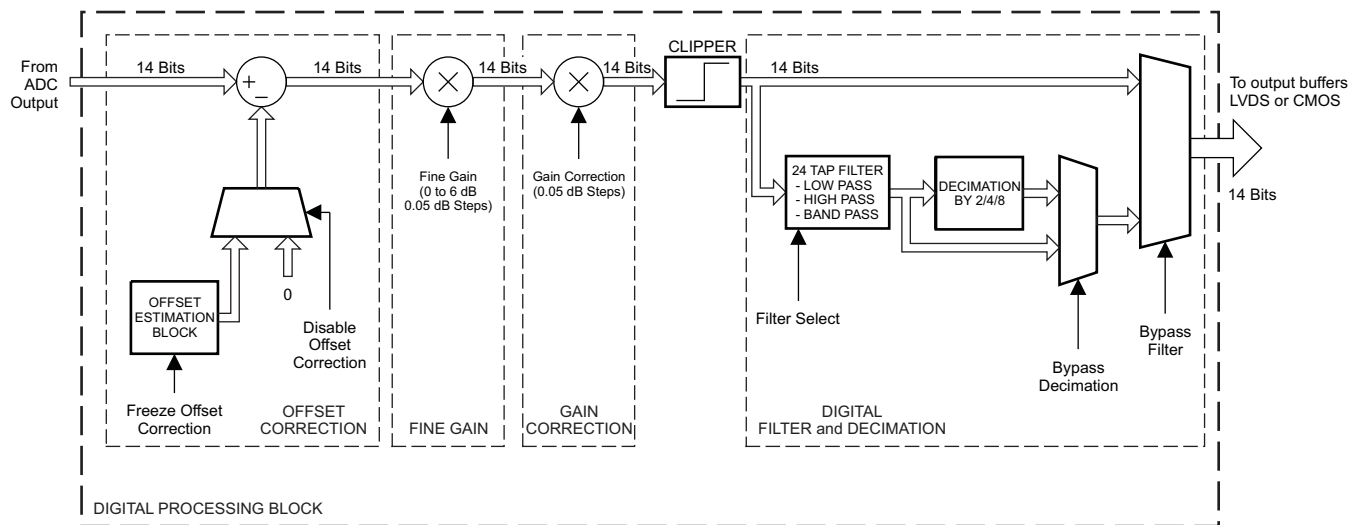 From
ADC
Output
14 Bits
+
–
14 Bits
14 Bits
14 Bits
CLIPPER
14 Bits
To output buffers
LVDS or CMOS
14 Bits
Fine Gain
(0 to 6 dB
0.05 dB Steps)
Gain Correction
(0.05 dB Steps)
24 TAP FILTER
- LOW PASS
- HIGH PASS
- BAND PASS
DECIMATION
BY 2/4/8
0
OFFSET
ESTIMATION
BLOCK
Disable
Offset
Correction
Filter Select
Bypass
Filter
Bypass
Decimation
Freeze Offset
Correction
OFFSET
CORRECTION
FINE GAIN
GAIN
CORRECTION
DIGITAL
FILTER and DECIMATION
DIGITAL PROCESSING BLOCK